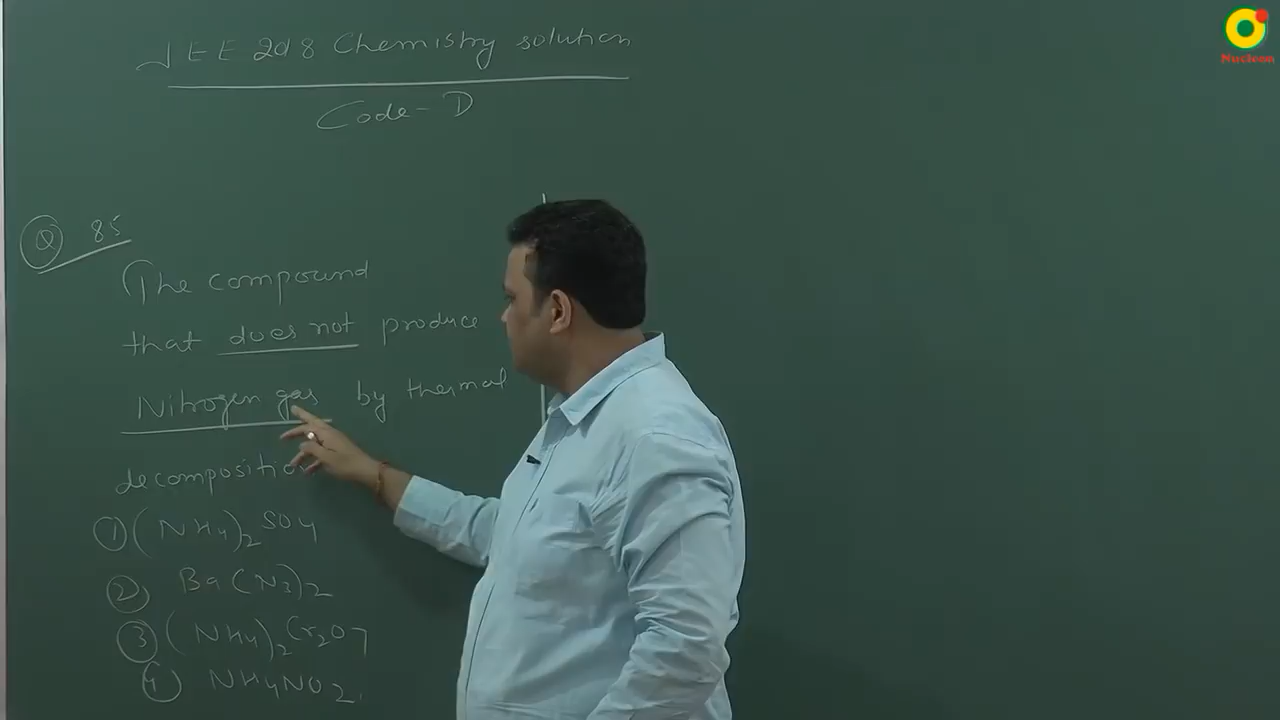 JEE 2018 Chemistry solution
Code-D
Nucleon
Q 85
The compound
that does not produce
Nitrogen gas by thermal
decompositio
1 (NH4)2SO4
2 Ba(N3)2
3 (NH4)2Cr2O7
4 NH4NO2